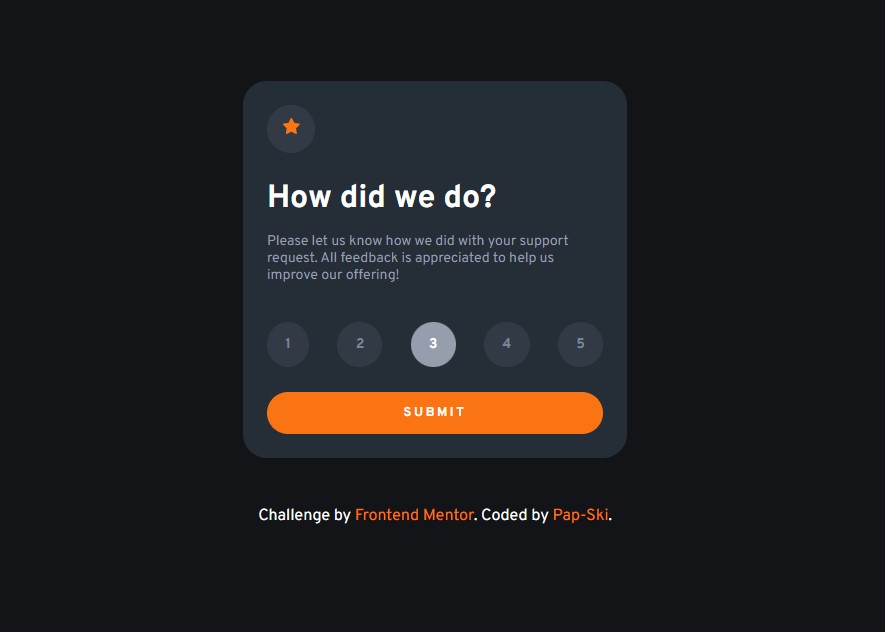 How did we do?
Please let us know how we did with your support
request. All feedback is appreciated to help us
improve our offering!
1 2 3 4 5
SUBMIT
Challenge by Frontend Mentor. Coded by Pap-Ski.